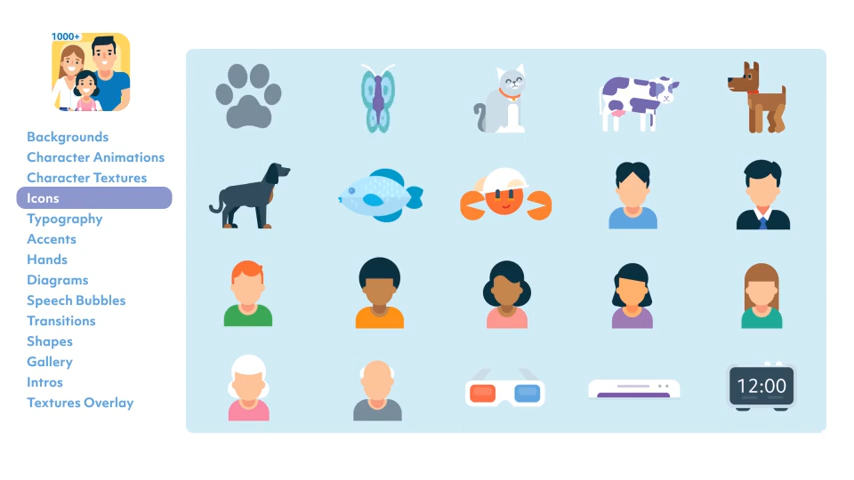 1000+
Backgrounds
Character Animations
Character Textures
Icons
Typography
Accents
Hands
Diagrams
Speech Bubbles
Transitions
Shapes
Gallery
Intros
Textures Overlay
12:00